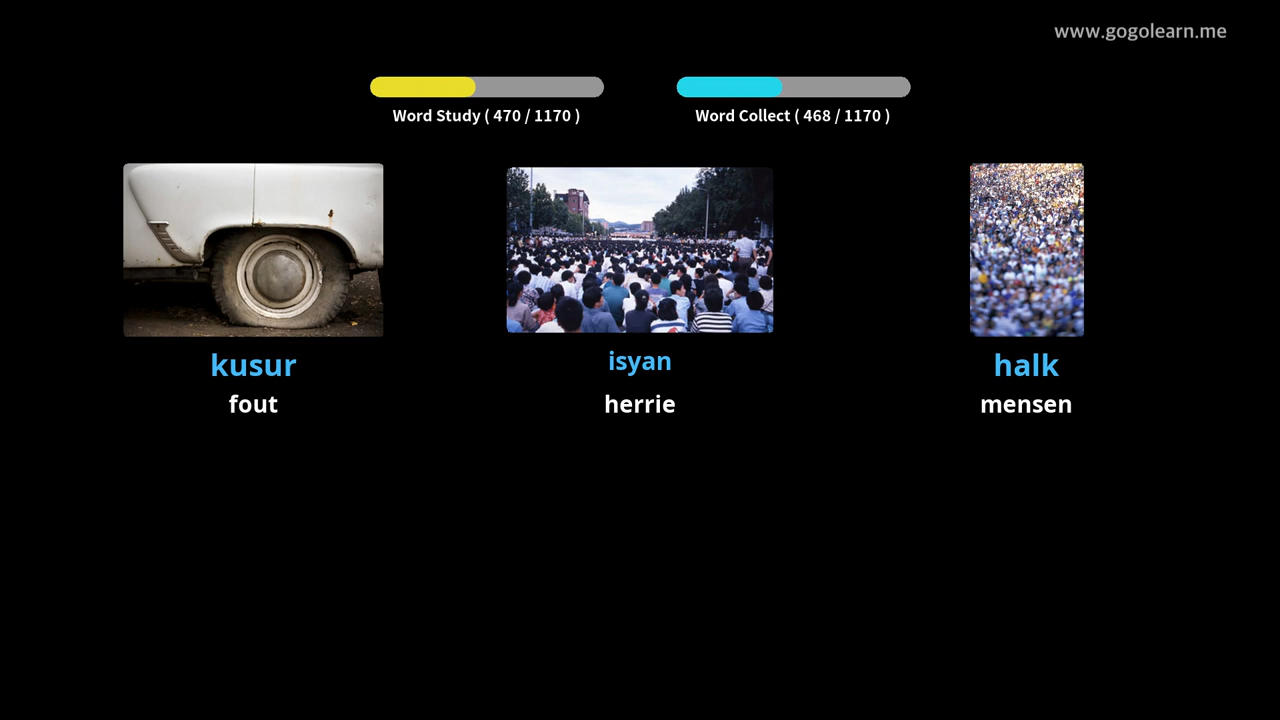 www.gogolearn.me
Word Study ( 470 / 1170 )
Word Collect ( 468 / 1170 )
kusur
isyan
halk
fout
herrie
mensen